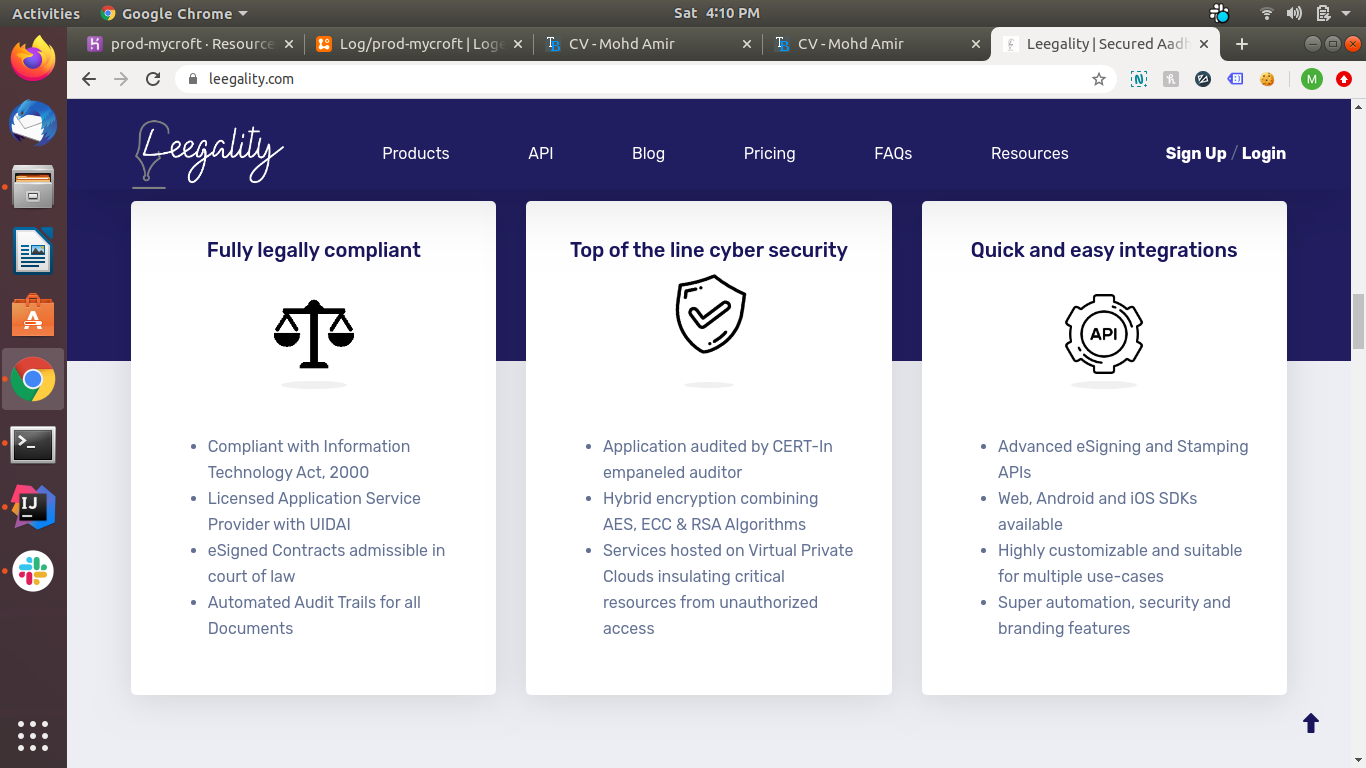 Activities
Google Chrome
Sat 4:10 PM
prod-mycroft · Resource
Log/prod-mycroft | Loge
CV - Mohd Amir
CV - Mohd Amir
Leegality | Secured Aadh
leegality.com
M
Leegality
Products
API
Blog
Pricing
FAQs
Resources
Sign Up / Login
Fully legally compliant
Compliant with Information
Technology Act, 2000
Licensed Application Service
Provider with UIDAI
eSigned Contracts admissible in
court of law
Automated Audit Trails for all
Documents
Top of the line cyber security
Application audited by CERT-In
empaneled auditor
Hybrid encryption combining
AES, ECC & RSA Algorithms
Services hosted on Virtual Private
Clouds insulating critical
resources from unauthorized
access
Quick and easy integrations
API
Advanced eSigning and Stamping
APIs
Web, Android and iOS SDKs
available
Highly customizable and suitable
for multiple use-cases
Super automation, security and
branding features
IJ